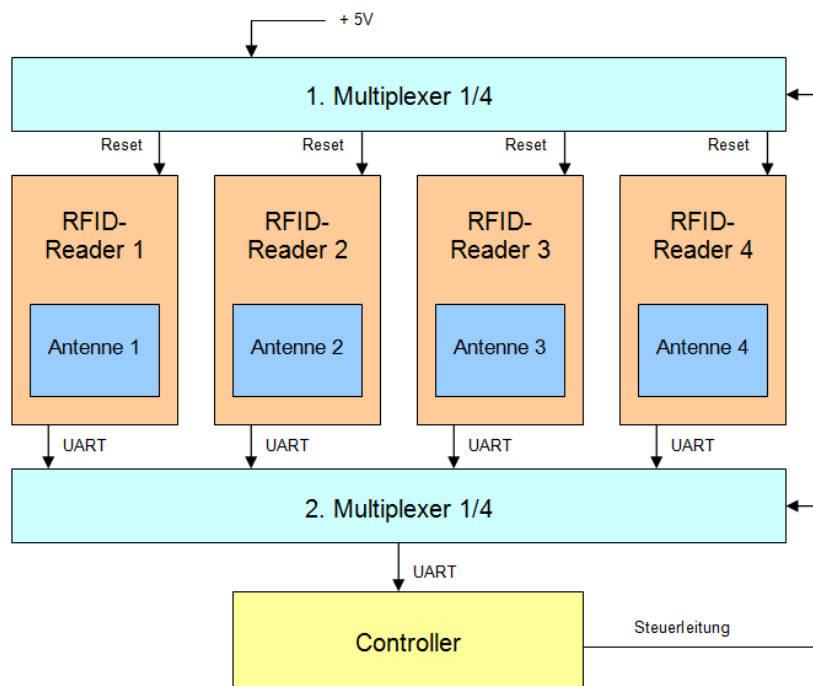 + 5V
1. Multiplexer 1/4
Reset
Reset
Reset
Reset
RFID-
Reader 1
RFID-
Reader 2
RFID-
Reader 3
RFID-
Reader 4
Antenne 1
Antenne 2
Antenne 3
Antenne 4
UART
UART
UART
UART
2. Multiplexer 1/4
UART
Controller
Steuerleitung